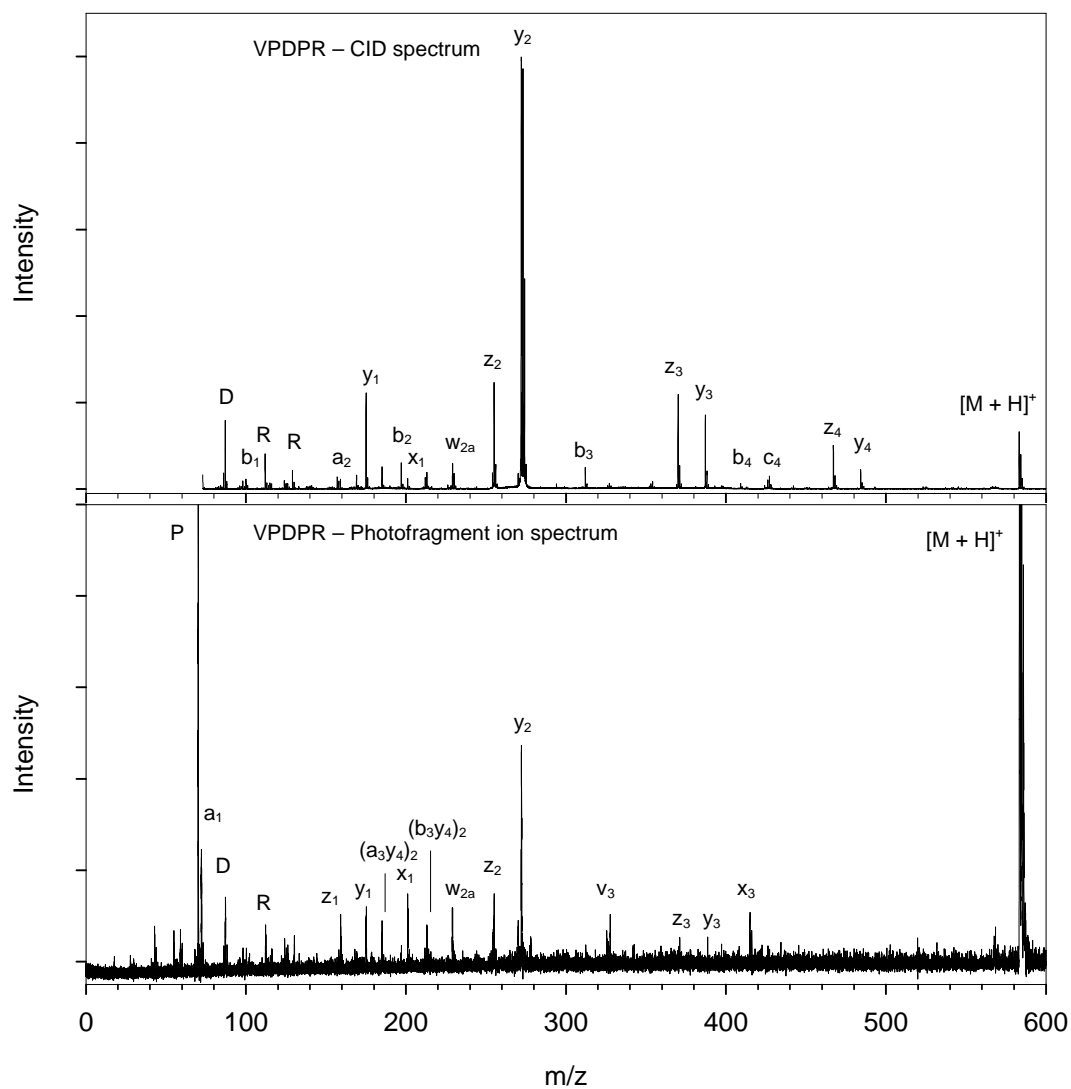 VPDPR – CID spectrum
y₂
Intensity
D
b₁
R
R
a₂
y₁
b₂
x₁
w₂ₐ
z₂
b₃
z₃
y₃
b₄
c₄
z₄
y₄
[M + H]⁺
P
VPDPR – Photofragment ion spectrum
[M + H]⁺
Intensity
a₁
D
R
z₁
y₁
(a₃y₄)₂
x₁
(b₃y₄)₂
w₂ₐ
z₂
y₂
v₃
z₃
y₃
x₃
0 100 200 300 400 500 600
m/z